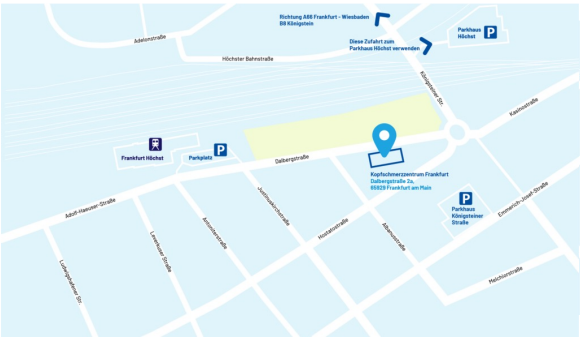 Richtung A66 Frankfurt - Wiesbaden
B8 Königstein
Diese Zufahrt zum
Parkhaus Höchst verwenden
Parkhaus
Höchst
P
Adelonstraße
Höchster Bahnstraße
Königsteiner Str.
Kasinostraße
Frankfurt Höchst
Parkplatz
P
Dalbergstraße
Kopfschmerzzentrum Frankfurt
Dalbergstraße 2a,
65929 Frankfurt am Main
P
Parkhaus
Königsteiner
Straße
Emmerich-Josef-Straße
Adolf-Haeuser-Straße
Justinuskirchstraße
Hostatostraße
Albanusstraße
Antoniterstraße
Leverkuser Straße
Ludwigshafener Str.
Melchiorstraße